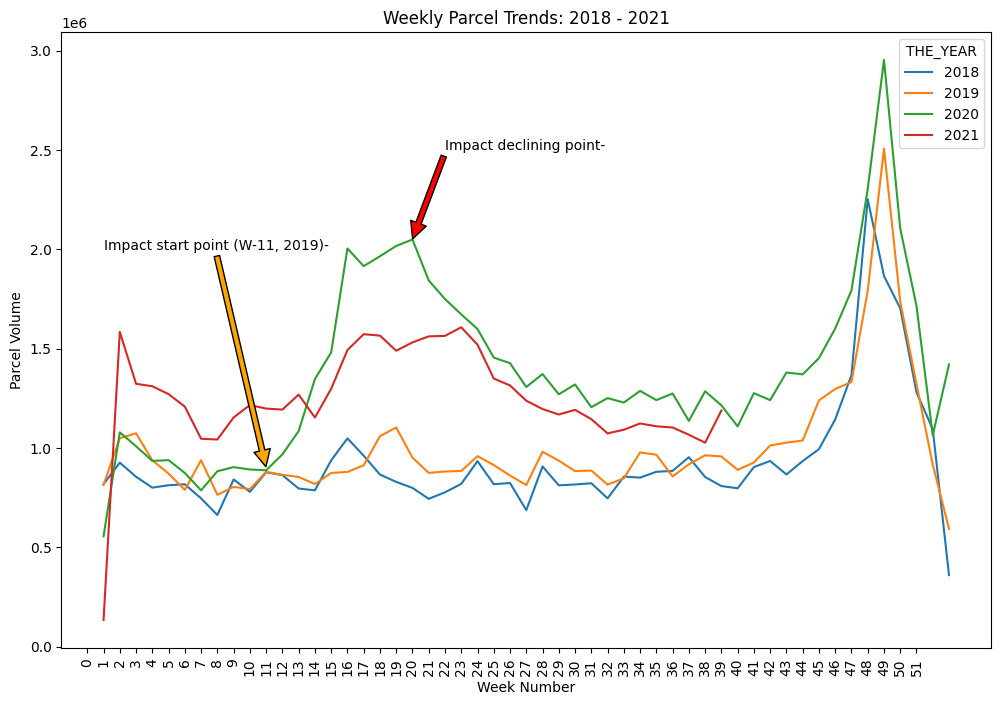 Weekly Parcel Trends: 2018 - 2021
1e6
3.0
2.5
2.0
1.5
1.0
0.5
0.0
Parcel Volume
THE_YEAR
2018
2019
2020
2021
Impact declining point-
Impact start point (W-11, 2019)-
0 1 2 3 4 5 6 7 8 9 10 11 12 13 14 15 16 17 18 19 20 21 22 23 24 25 26 27 28 29 30 31 32 33 34 35 36 37 38 39 40 41 42 43 44 45 46 47 48 49 50 51
Week Number